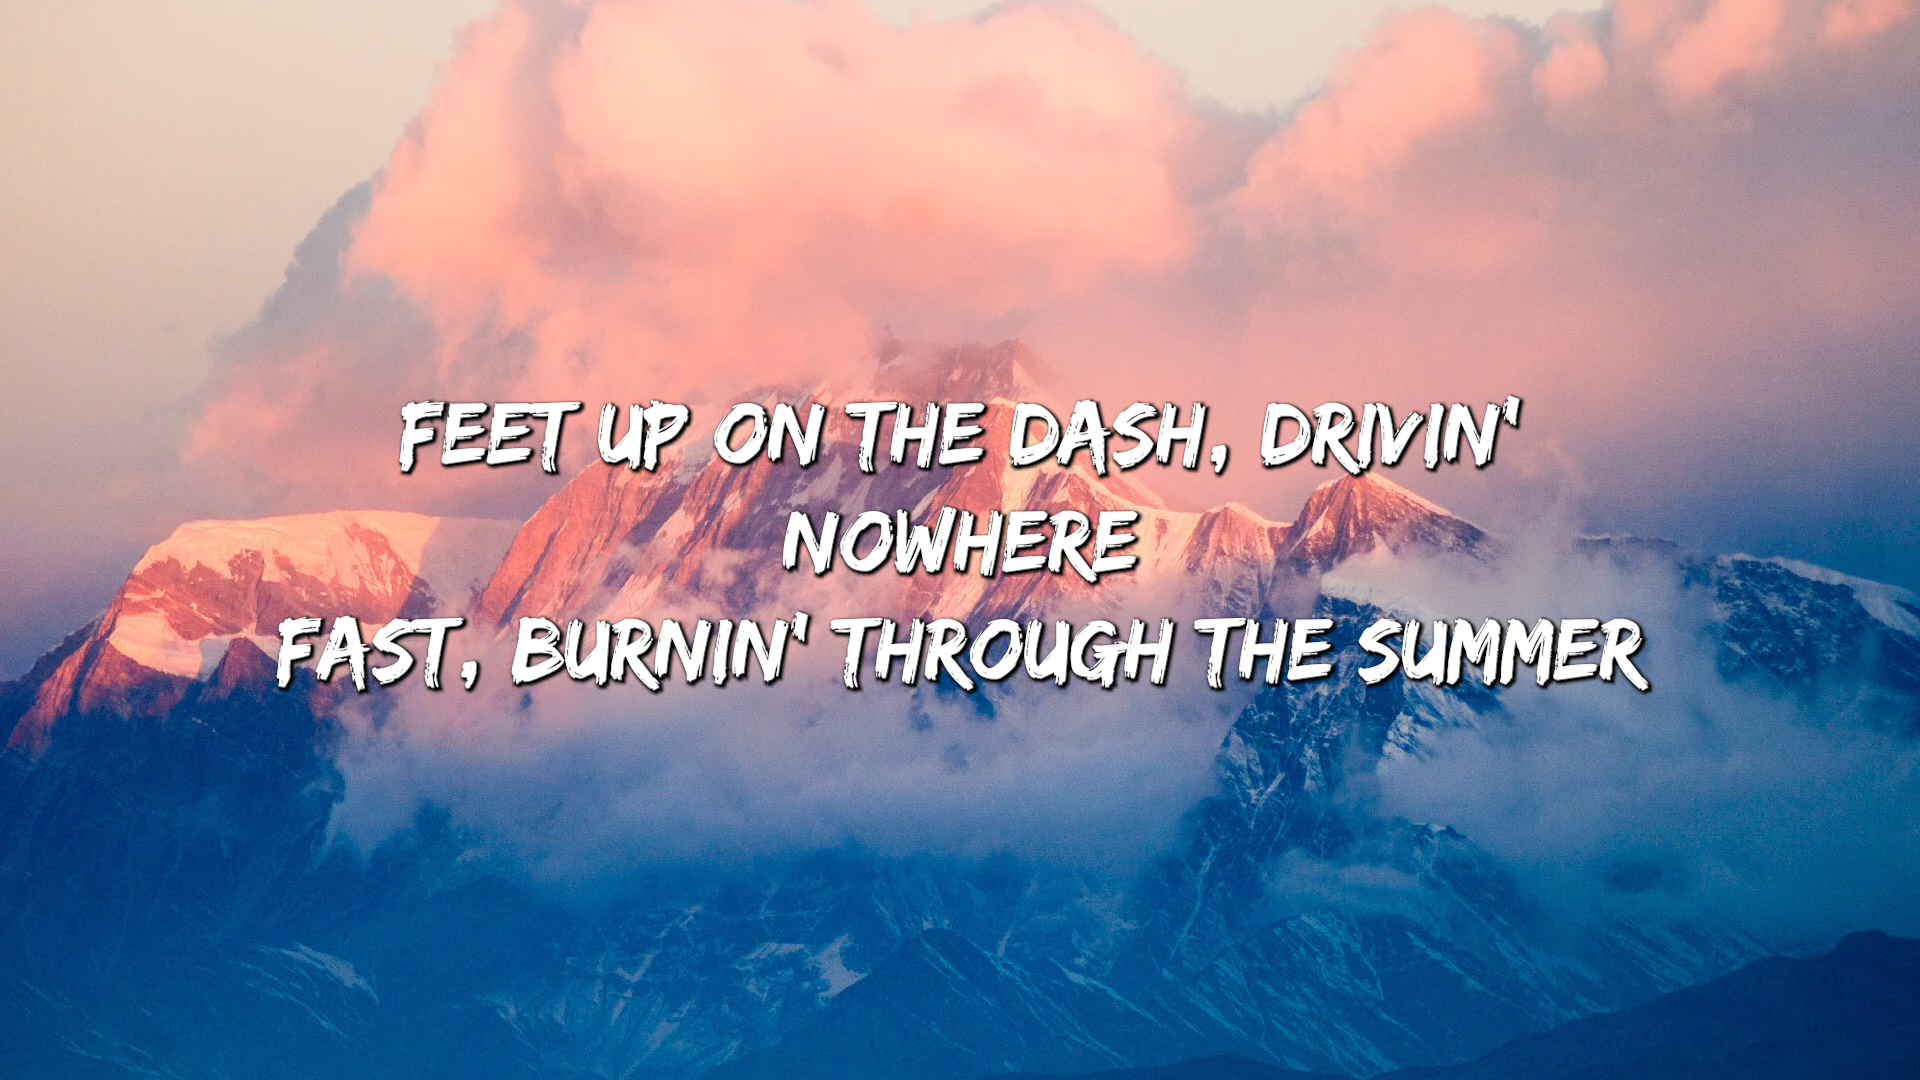 FEET UP ON THE DASH, DRIVIN'
NOWHERE
FAST, BURNIN' THROUGH THE SUMMER